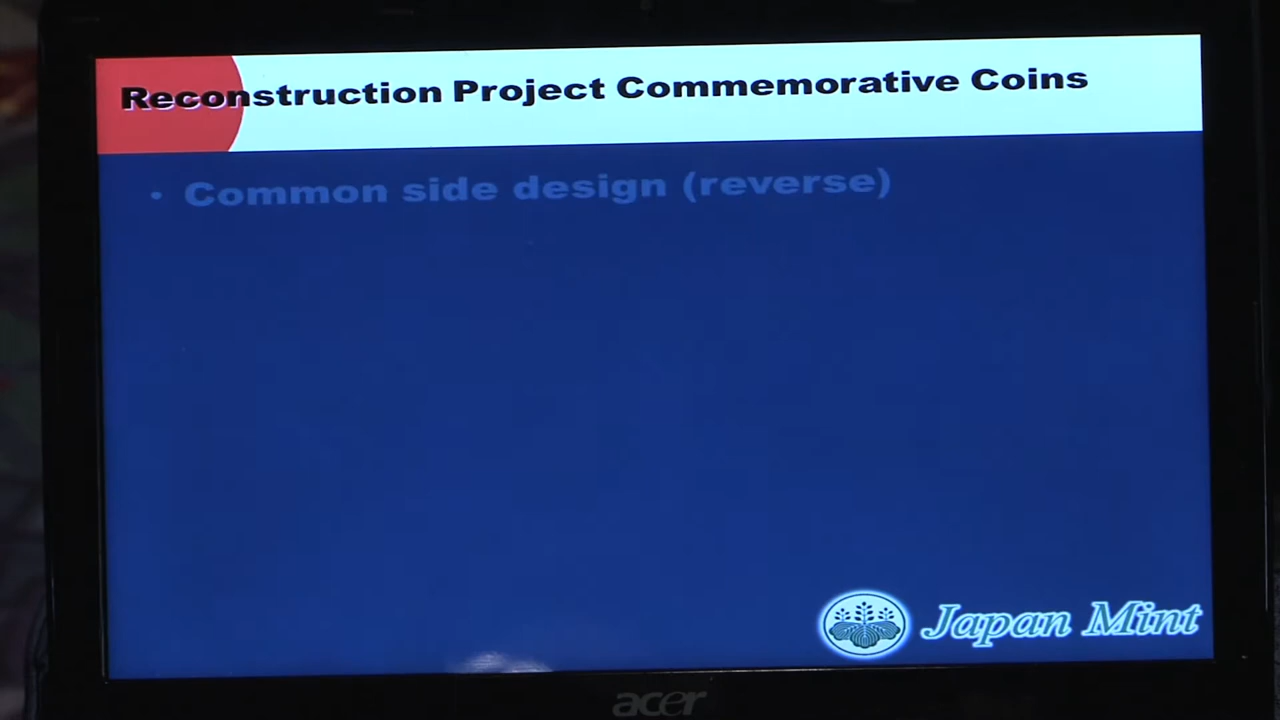 Reconstruction Project Commemorative Coins
• Common side design (reverse)
Japan Mint
acer